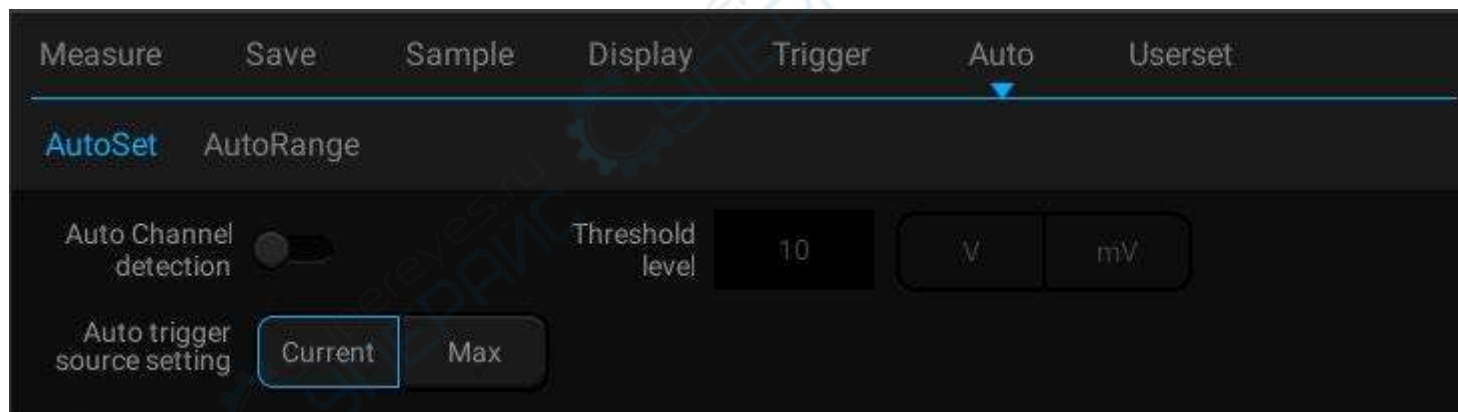 Measure Save Sample Display Trigger Auto Userset
AutoSet AutoRange
Auto Channel
detection
Threshold
level
10 V mV
Auto trigger
source setting
Current Max